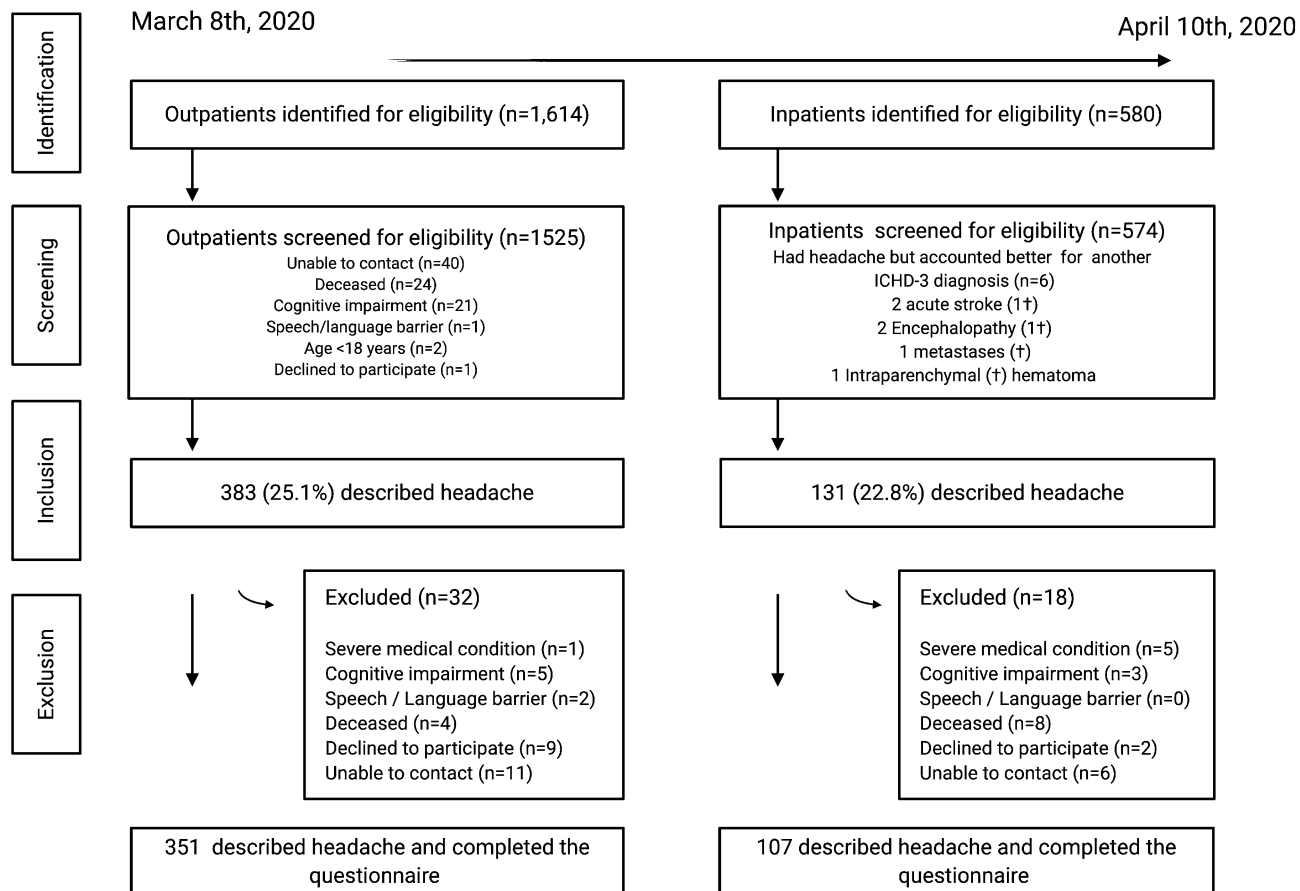 March 8th, 2020
April 10th, 2020
Identification
Outpatients identified for eligibility (n=1,614)
Inpatients identified for eligibility (n=580)
Screening
Outpatients screened for eligibility (n=1525)
Unable to contact (n=40)
Deceased (n=24)
Cognitive impairment (n=21)
Speech/language barrier (n=1)
Age <18 years (n=2)
Declined to participate (n=1)
Inpatients screened for eligibility (n=574)
Had headache but accounted better for another
ICHD-3 diagnosis (n=6)
2 acute stroke (1†)
2 Encephalopathy (1†)
1 metastases (†)
1 Intraparenchymal (†) hematoma
Inclusion
383 (25.1%) described headache
131 (22.8%) described headache
Exclusion
Excluded (n=32)
Severe medical condition (n=1)
Cognitive impairment (n=5)
Speech / Language barrier (n=2)
Deceased (n=4)
Declined to participate (n=9)
Unable to contact (n=11)
Excluded (n=18)
Severe medical condition (n=5)
Cognitive impairment (n=3)
Speech / Language barrier (n=0)
Deceased (n=8)
Declined to participate (n=2)
Unable to contact (n=6)
351 described headache and completed the
questionnaire
107 described headache and completed the
questionnaire